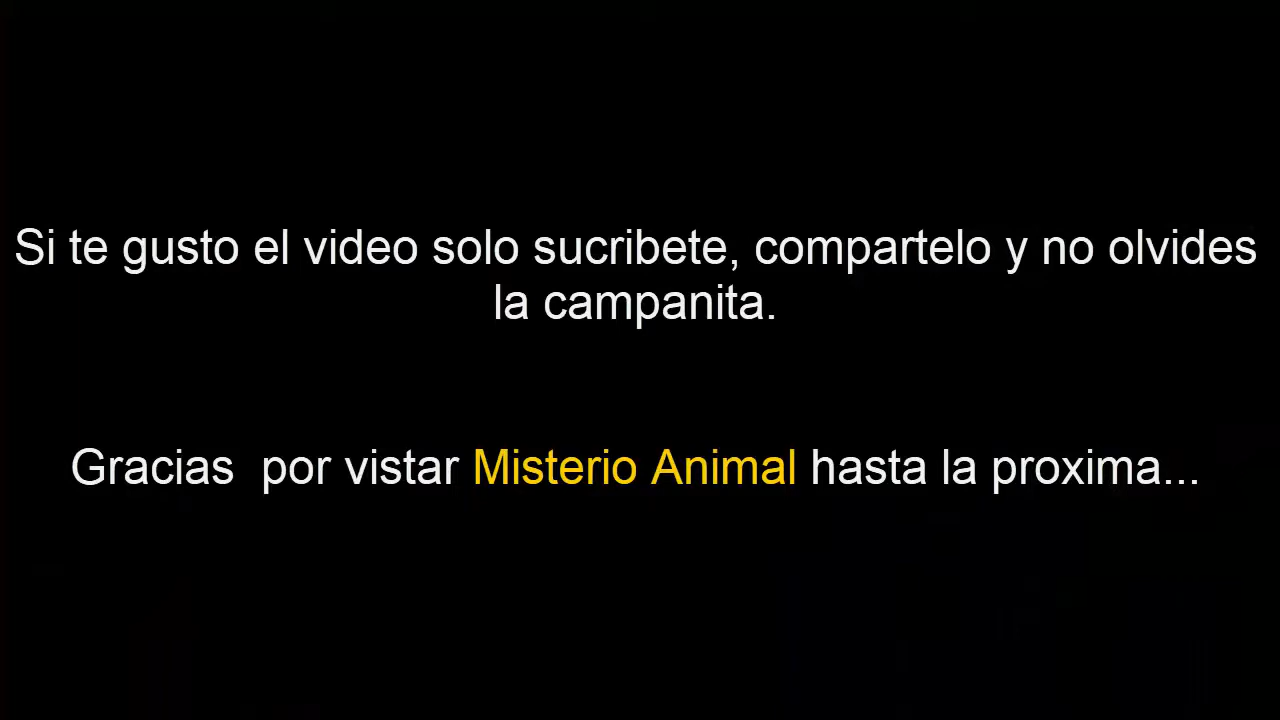 Si te gusto el video solo sucribete, compartelo y no olvides
la campanita.
Gracias  por vistar Misterio Animal hasta la proxima...